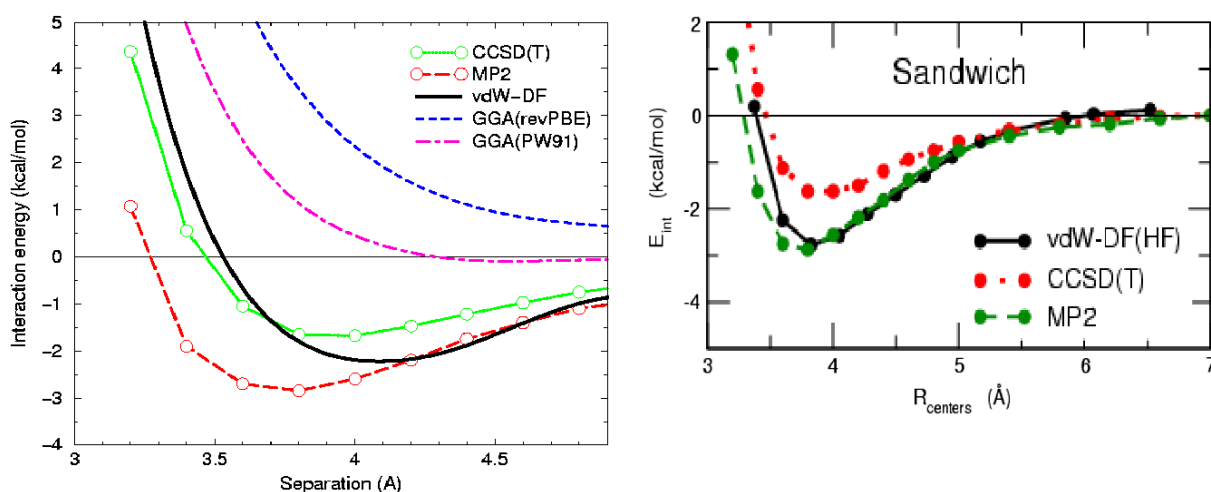 5
4
3
2
1
0
−1
−2
−3
−4
3
3.5
4
4.5
Interaction energy (kcal/mol)
Separation (A)
CCSD(T)
MP2
vdW−DF
GGA(revPBE)
GGA(PW91)
2
0
-2
-4
3
4
5
6
7
E_int (kcal/mol)
R_centers (Å)
Sandwich
vdW-DF(HF)
CCSD(T)
MP2